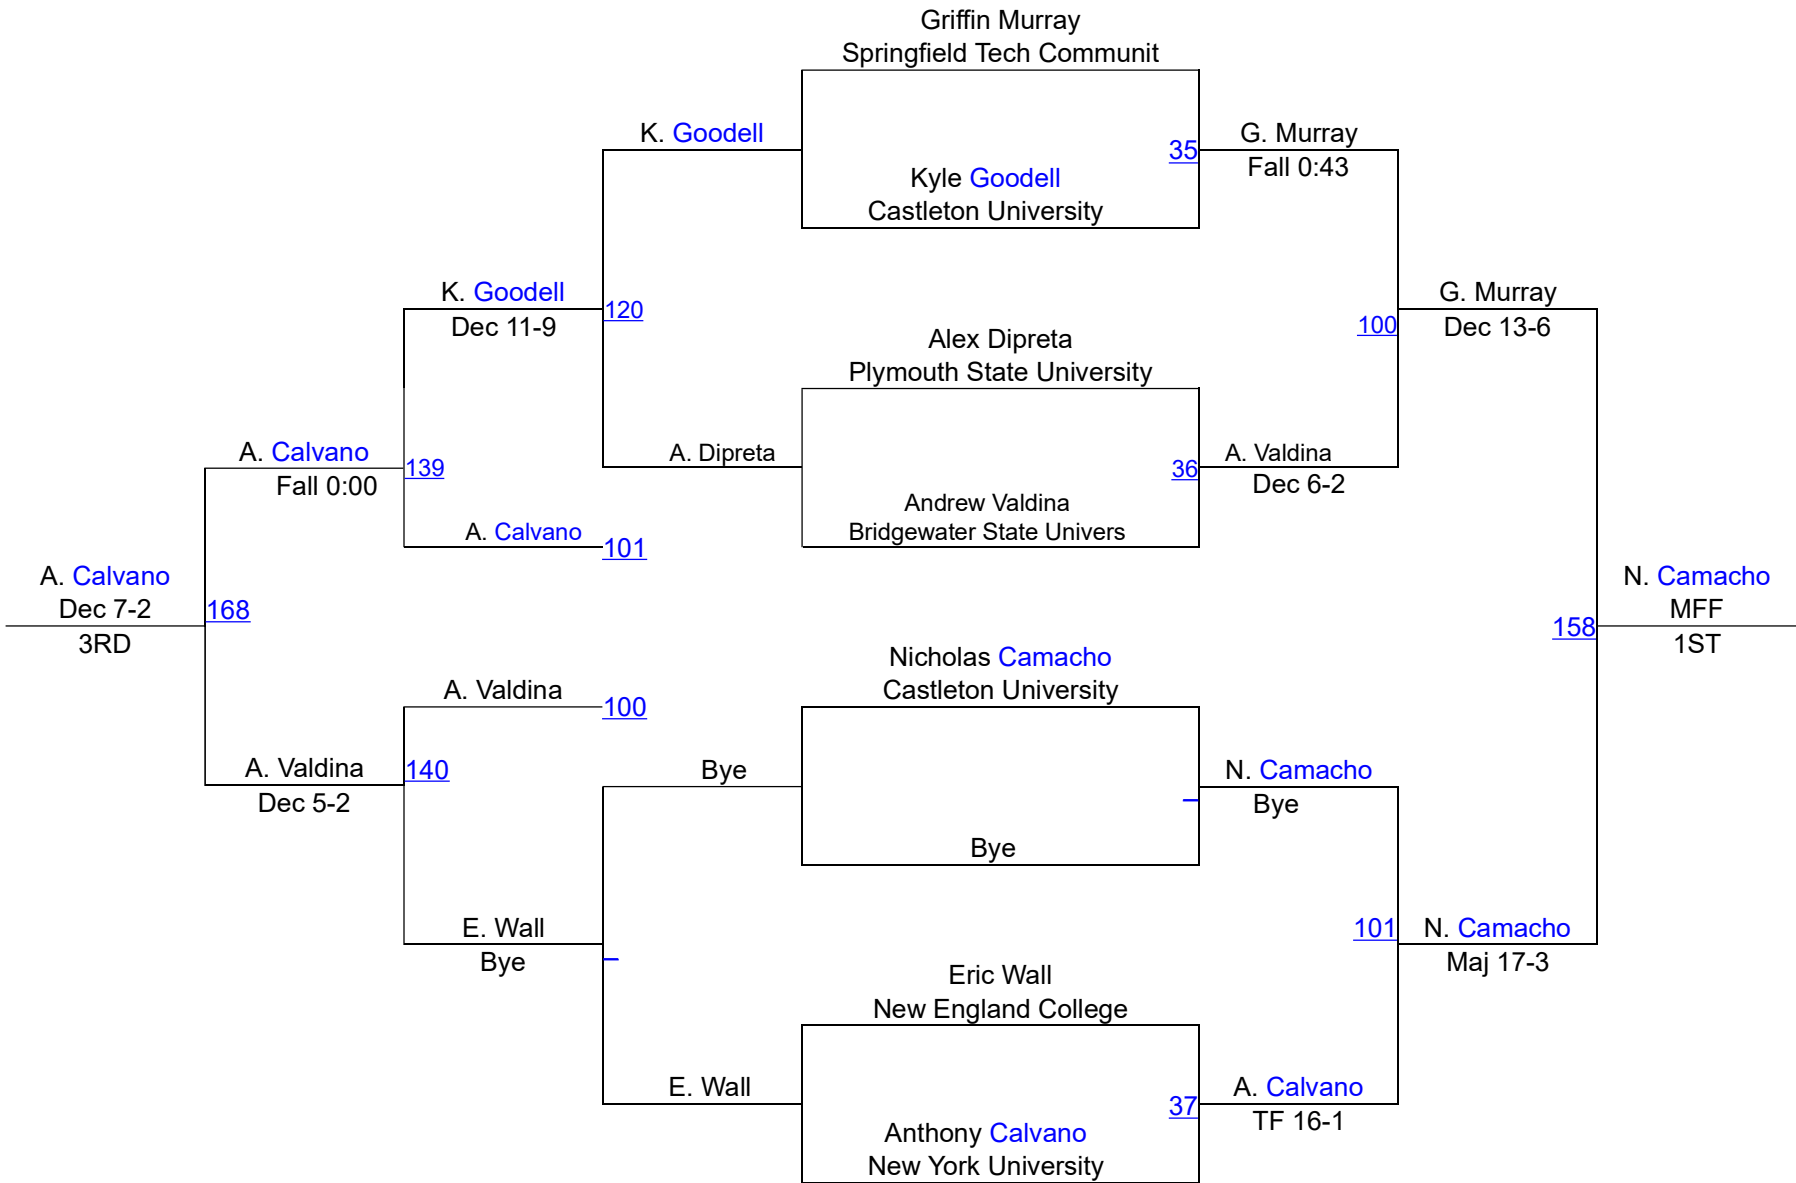 Griffin Murray
Springfield Tech Communit
K. Goodell
35
G. Murray
Fall 0:43
Kyle Goodell
Castleton University
K. Goodell
Dec 11-9
120
G. Murray
Dec 13-6
100
Alex Dipreta
Plymouth State University
A. Calvano
Fall 0:00
139
A. Dipreta
36
A. Valdina
Dec 6-2
Andrew Valdina
Bridgewater State Univers
A. Calvano
101
A. Calvano
Dec 7-2
3RD
168
N. Camacho
MFF
1ST
158
Nicholas Camacho
Castleton University
A. Valdina
100
A. Valdina
Dec 5-2
140
Bye
N. Camacho
Bye
Bye
E. Wall
Bye
101
N. Camacho
Maj 17-3
Eric Wall
New England College
E. Wall
37
A. Calvano
TF 16-1
Anthony Calvano
New York University